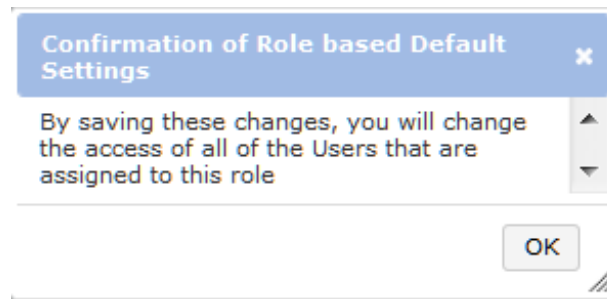 Confirmation of Role based Default
Settings
By saving these changes, you will change
the access of all of the Users that are
assigned to this role
OK